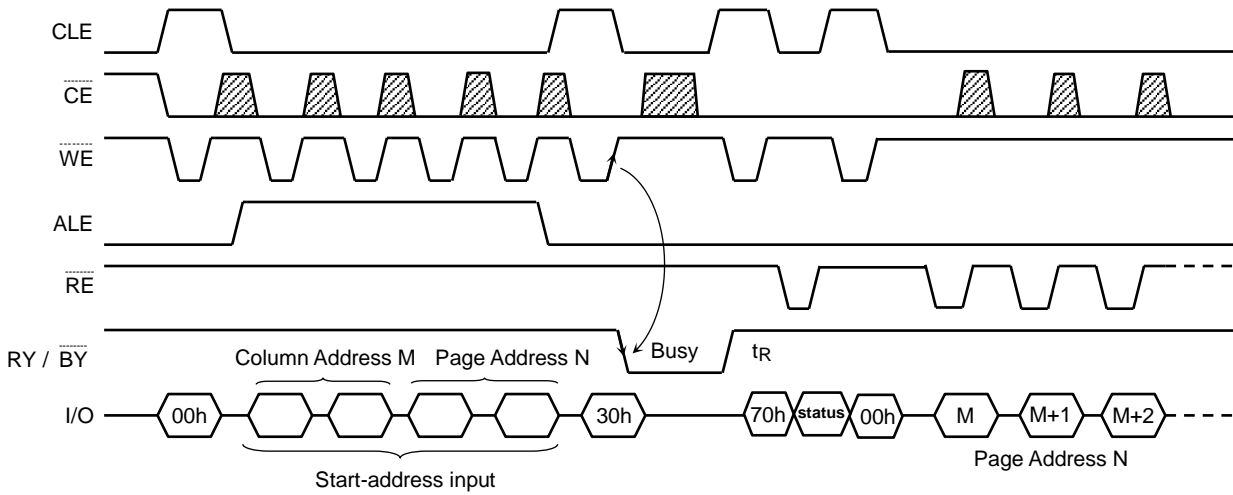 CLE
CE
WE
ALE
RE
RY / BY
Busy
tR
Column Address M
Page Address N
I/O
00h
30h
70h
status
00h
M
M+1
M+2
Start-address input
Page Address N